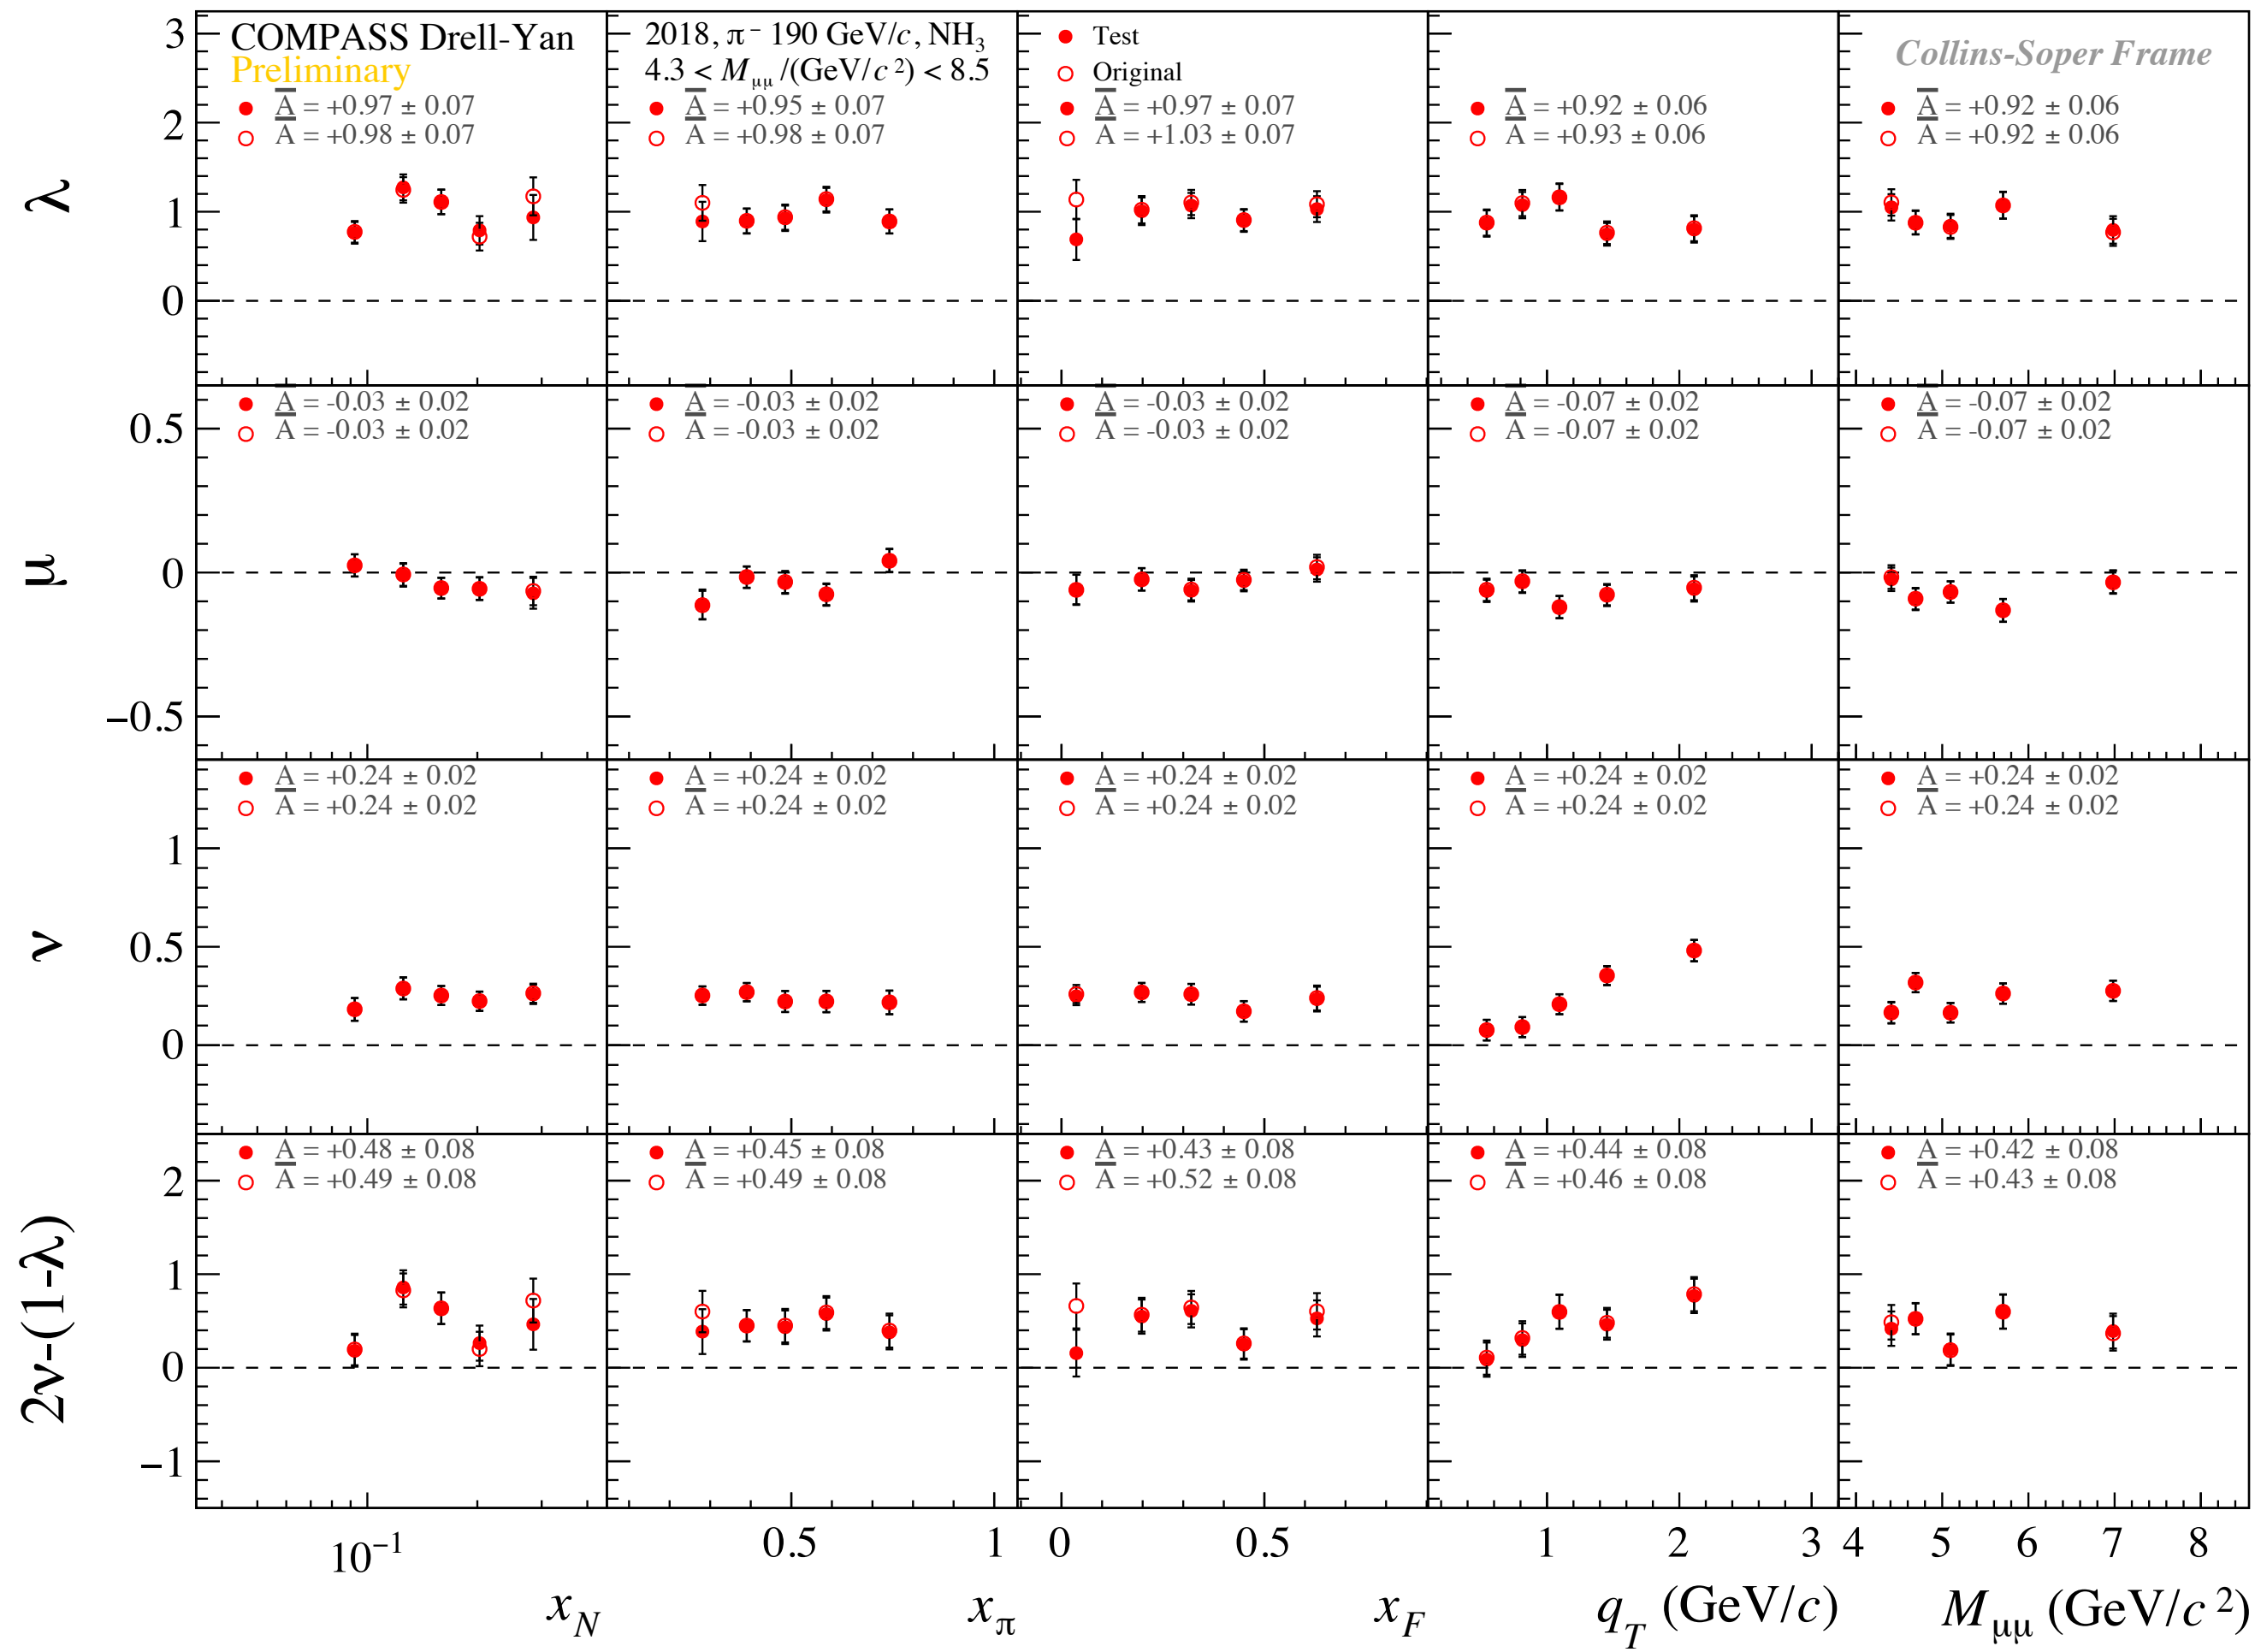 COMPASS Drell-Yan
Preliminary
A = +0.97 ± 0.07
A = +0.98 ± 0.07
2018, π⁻ 190 GeV/c, NH₃
4.3 < Mμμ/(GeV/c²) < 8.5
A = +0.95 ± 0.07
A = +0.98 ± 0.07
Test
Original
A = +0.97 ± 0.07
A = +1.03 ± 0.07
A = +0.92 ± 0.06
A = +0.93 ± 0.06
Collins-Soper Frame
A = +0.92 ± 0.06
A = +0.92 ± 0.06
λ
3
2
1
0
A = -0.03 ± 0.02
A = -0.03 ± 0.02
A = -0.03 ± 0.02
A = -0.03 ± 0.02
A = -0.03 ± 0.02
A = -0.03 ± 0.02
A = -0.07 ± 0.02
A = -0.07 ± 0.02
A = -0.07 ± 0.02
A = -0.07 ± 0.02
μ
0.5
0
−0.5
A = +0.24 ± 0.02
A = +0.24 ± 0.02
A = +0.24 ± 0.02
A = +0.24 ± 0.02
A = +0.24 ± 0.02
A = +0.24 ± 0.02
A = +0.24 ± 0.02
A = +0.24 ± 0.02
A = +0.24 ± 0.02
A = +0.24 ± 0.02
ν
1
0.5
0
A = +0.48 ± 0.08
A = +0.49 ± 0.08
A = +0.45 ± 0.08
A = +0.49 ± 0.08
A = +0.43 ± 0.08
A = +0.52 ± 0.08
A = +0.44 ± 0.08
A = +0.46 ± 0.08
A = +0.42 ± 0.08
A = +0.43 ± 0.08
2ν-(1-λ)
2
1
0
−1
10⁻¹
0.5 1
0 0.5
1 2 3
4 5 6 7 8
x_N
x_π
x_F
q_T (GeV/c)
Mμμ (GeV/c²)